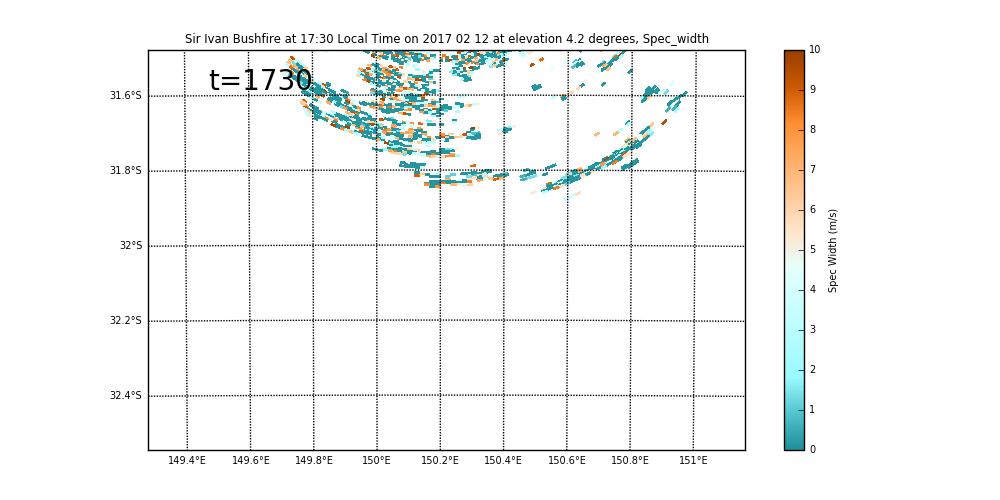 Sir Ivan Bushfire at 17:30 Local Time on 2017 02 12 at elevation 4.2 degrees, Spec_width
t=1730
31.6°S
31.8°S
32°S
32.2°S
32.4°S
149.4°E 149.6°E 149.8°E 150°E 150.2°E 150.4°E 150.6°E 150.8°E 151°E
10
9
8
7
6
5
4
3
2
1
0
Spec Width (m/s)